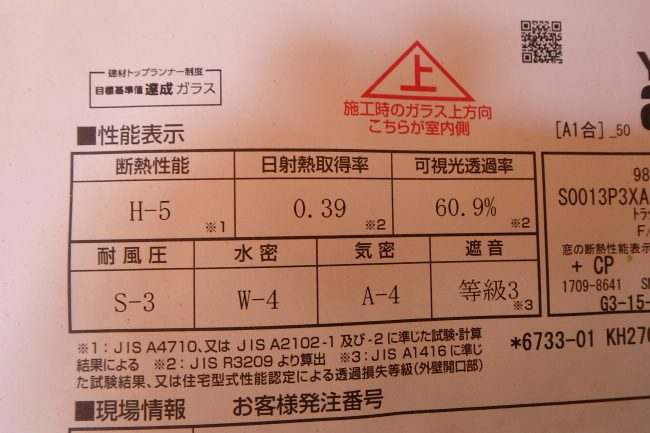 建材トップランナー制度
目標基準値 達成 ガラス
上
施工時のガラス上方向
こちらが室内側
[A1合]_50
■性能表示
断熱性能 日射熱取得率 可視光透過率
H-5 ※1 0.39 ※2 60.9% ※2
耐風圧 水密 気密 遮音
S-3 W-4 A-4 等級3 ※3
98
S0013P3XA
トラ
F/
窓の断熱性能表示
+ CP
1709-8641
G3-15-
※1：JIS A4710、又は JIS A2102-1 及び-2 に準じた試験・計算
結果による ※2：JIS R3209 より算出 ※3：JIS A1416 に準じ
た試験結果、又は住宅型式性能認定による透過損失等級（外壁開口部）
*6733-01 KH270
■現場情報 お客様発注番号